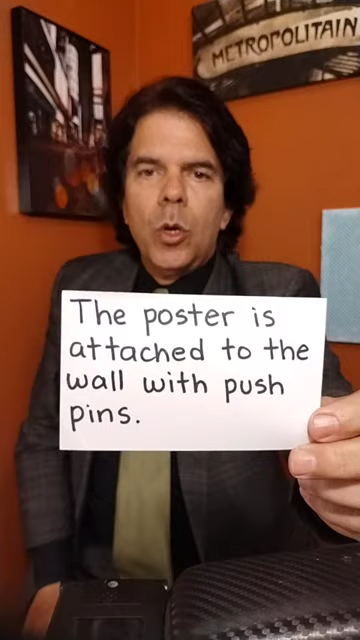 METROPOLITAIN
The poster is
attached to the
wall with push
pins.